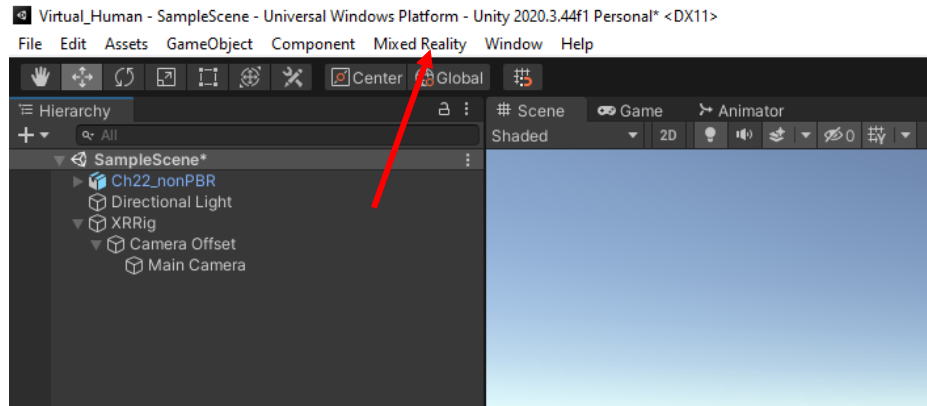 Virtual_Human - SampleScene - Universal Windows Platform - Unity 2020.3.44f1 Personal* <DX11>
File Edit Assets GameObject Component Mixed Reality Window Help
Center Global
Hierarchy
All
SampleScene*
Ch22_nonPBR
Directional Light
XRRig
Camera Offset
Main Camera
Scene Game Animator
Shaded 2D 0